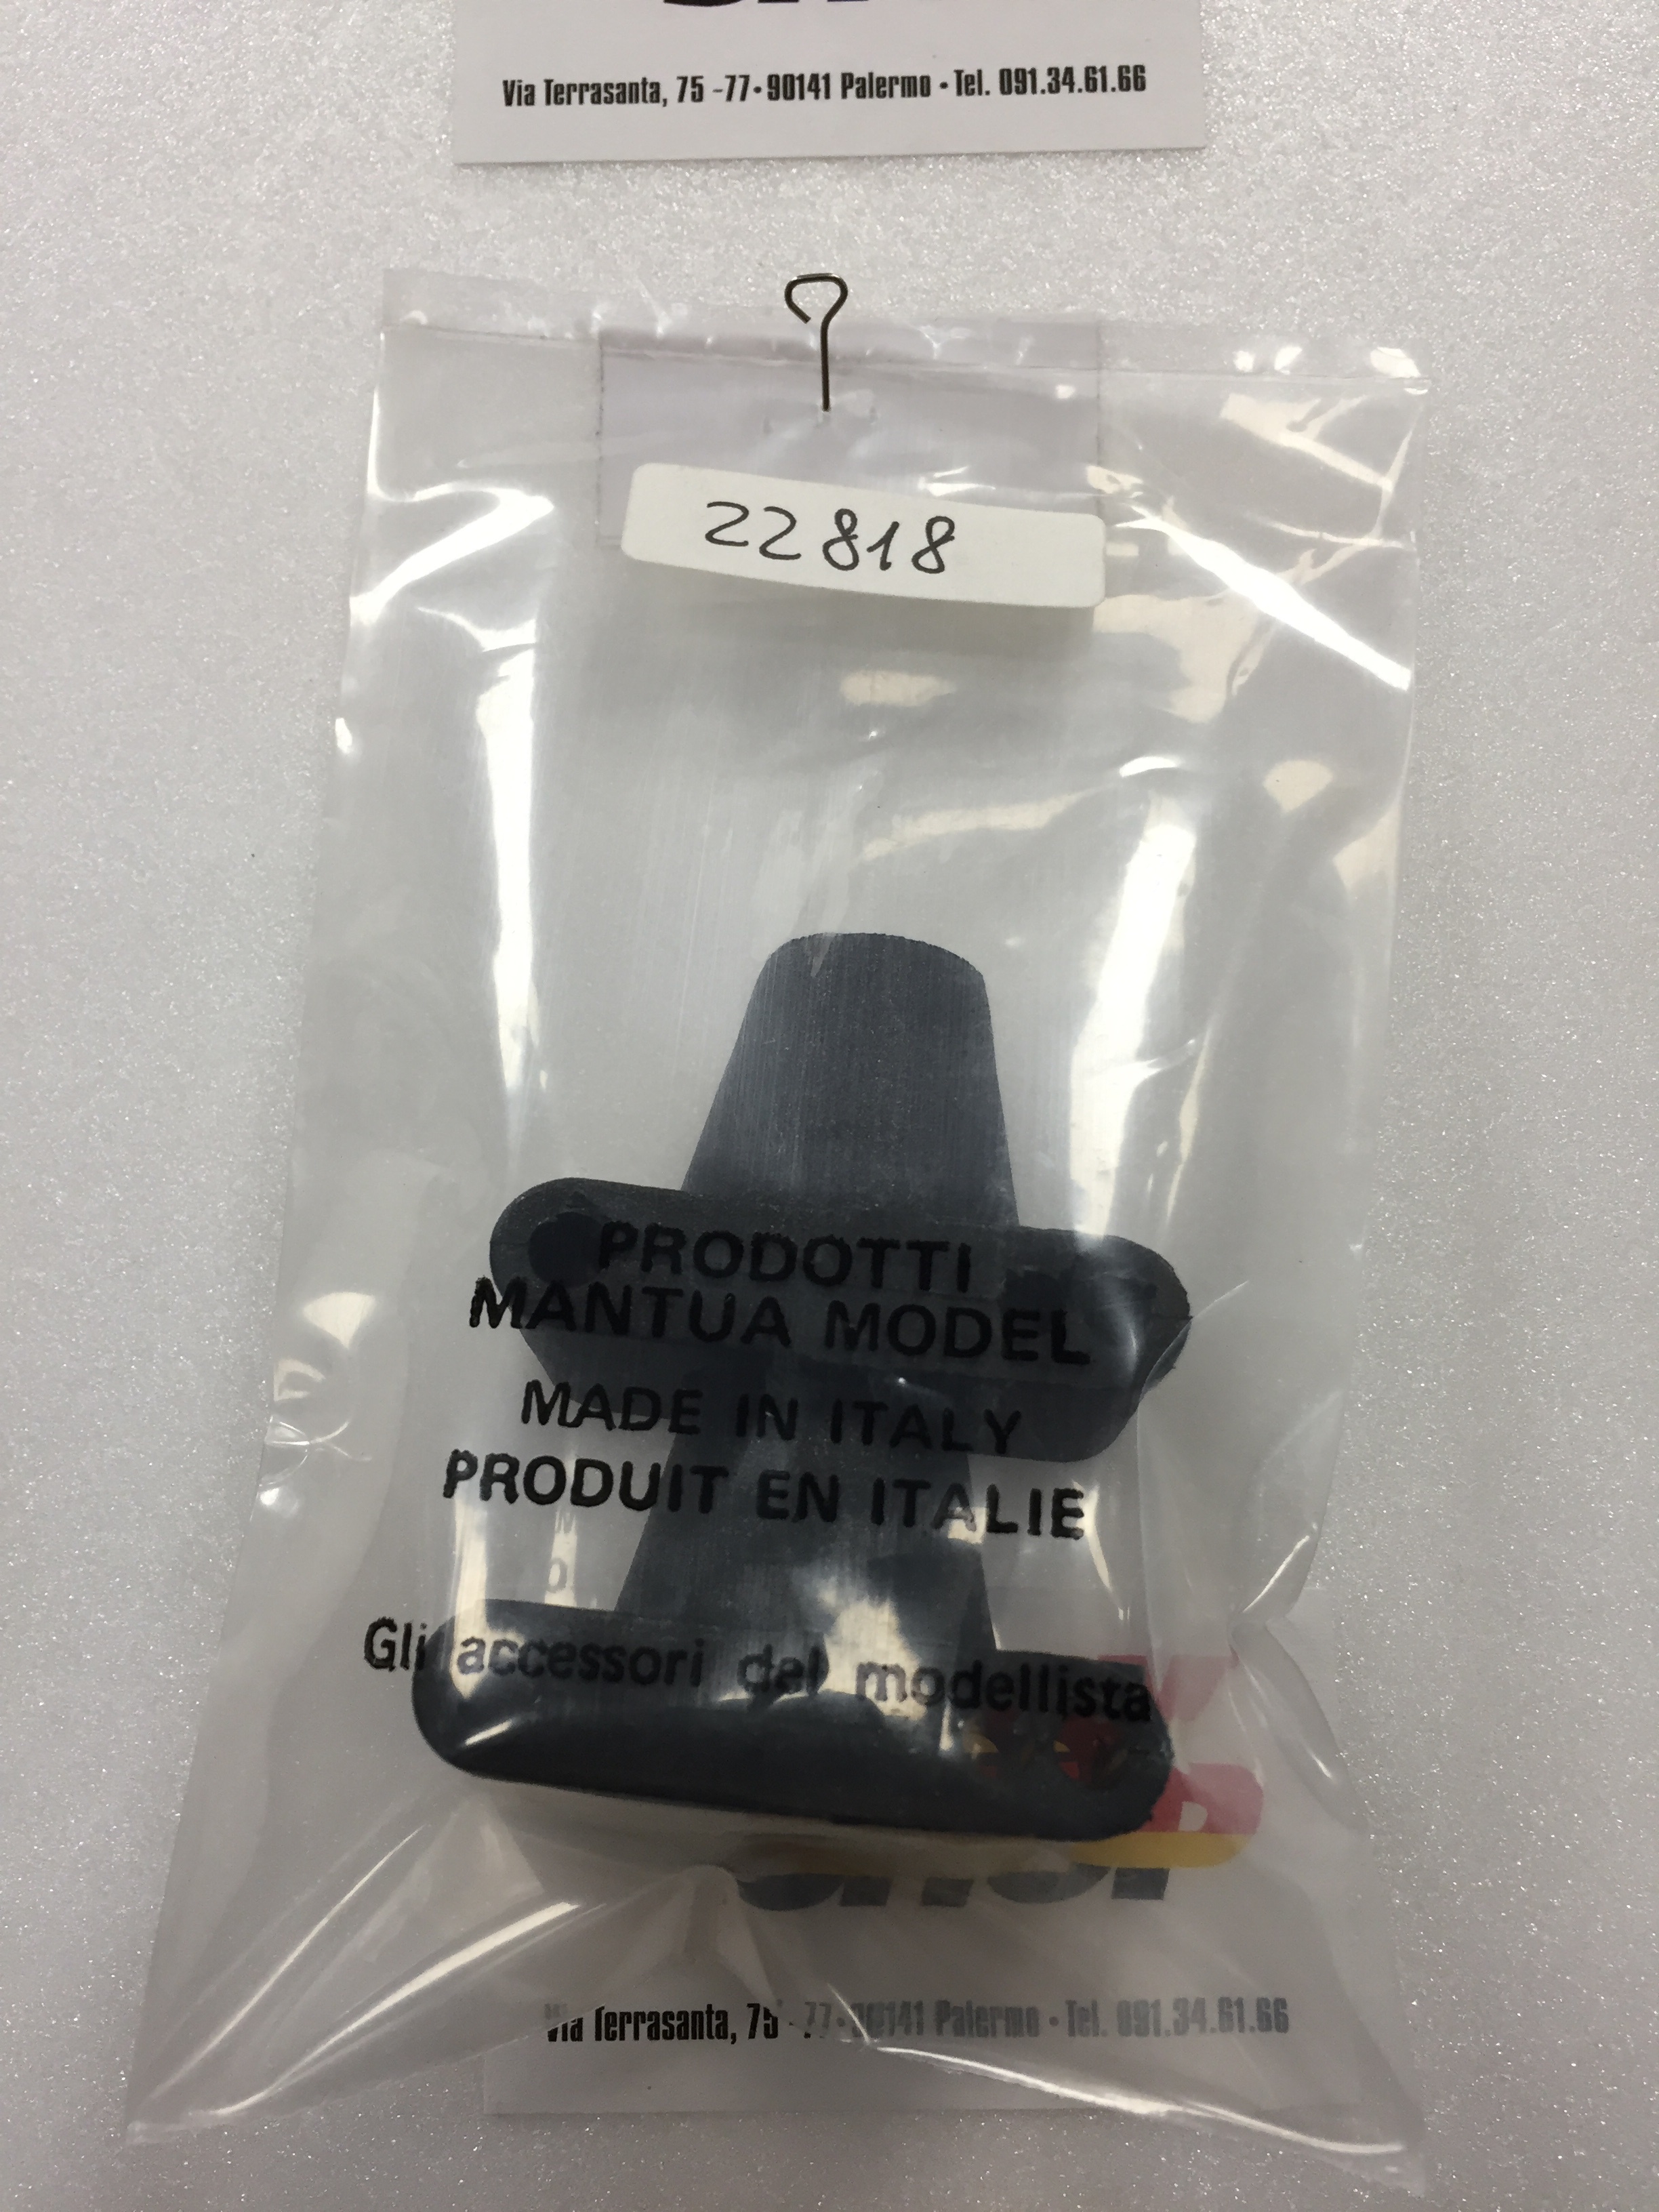 Via Terrasanta, 75 -77• 90141 Palermo • Tel. 091.34.61.66
22818
PRODOTTI
MANTUA MODEL
MADE IN ITALY
PRODUIT EN ITALIE
Gli accessori del modellista
Via Terrasanta, 75 -77• 90141 Palermo • Tel. 091.34.61.66